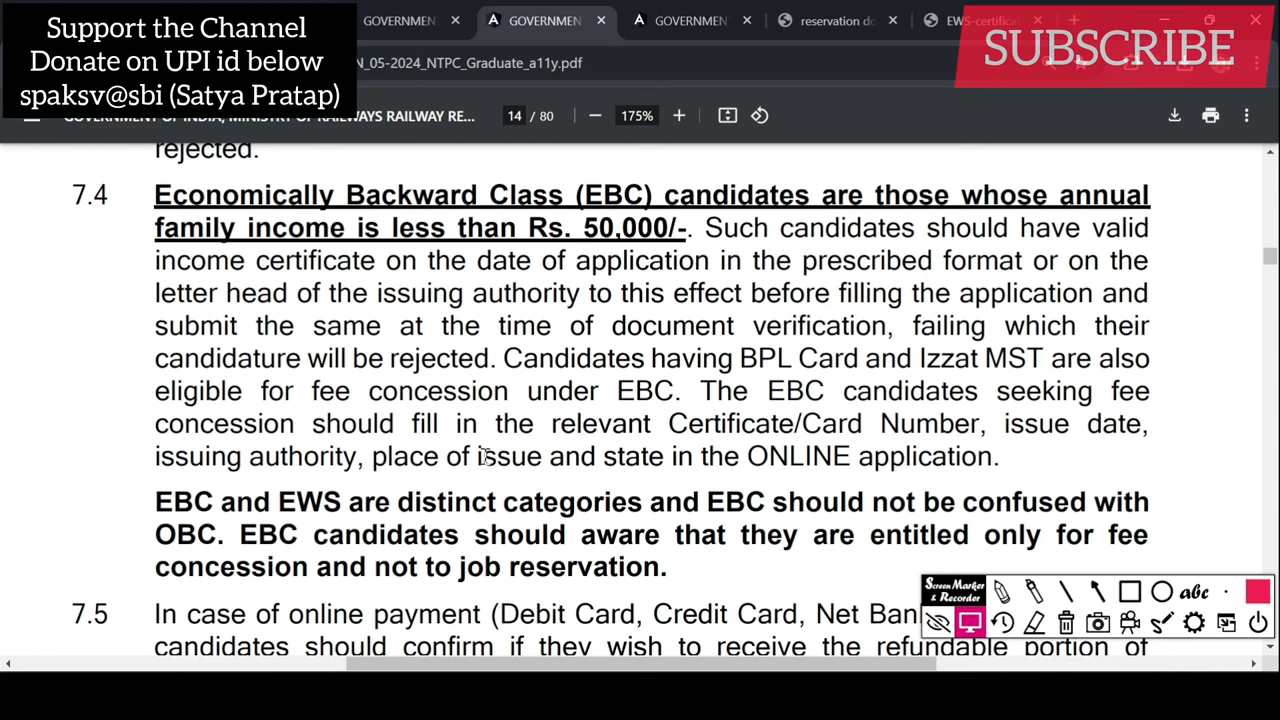 Support the Channel
Donate on UPI id below
spaksv@sbi (Satya Pratap)
GOVERNMEN
GOVERNMEN
GOVERNMEN
reservation do
EWS-certifica
SUBSCRIBE
N_05-2024_NTPC_Graduate_a11y.pdf
GOVERNMENT OF INDIA, MINISTRY OF RAILWAYS RAILWAY RE...
14 / 80
175%
rejected.
7.4 Economically Backward Class (EBC) candidates are those whose annual
family income is less than Rs. 50,000/-. Such candidates should have valid
income certificate on the date of application in the prescribed format or on the
letter head of the issuing authority to this effect before filling the application and
submit the same at the time of document verification, failing which their
candidature will be rejected. Candidates having BPL Card and Izzat MST are also
eligible for fee concession under EBC. The EBC candidates seeking fee
concession should fill in the relevant Certificate/Card Number, issue date,
issuing authority, place of issue and state in the ONLINE application.
EBC and EWS are distinct categories and EBC should not be confused with
OBC. EBC candidates should aware that they are entitled only for fee
concession and not to job reservation.
Screen Marker
& Recorder
abc
7.5 In case of online payment (Debit Card, Credit Card, Net Ban
candidates should confirm if they wish to receive the refundable portion of